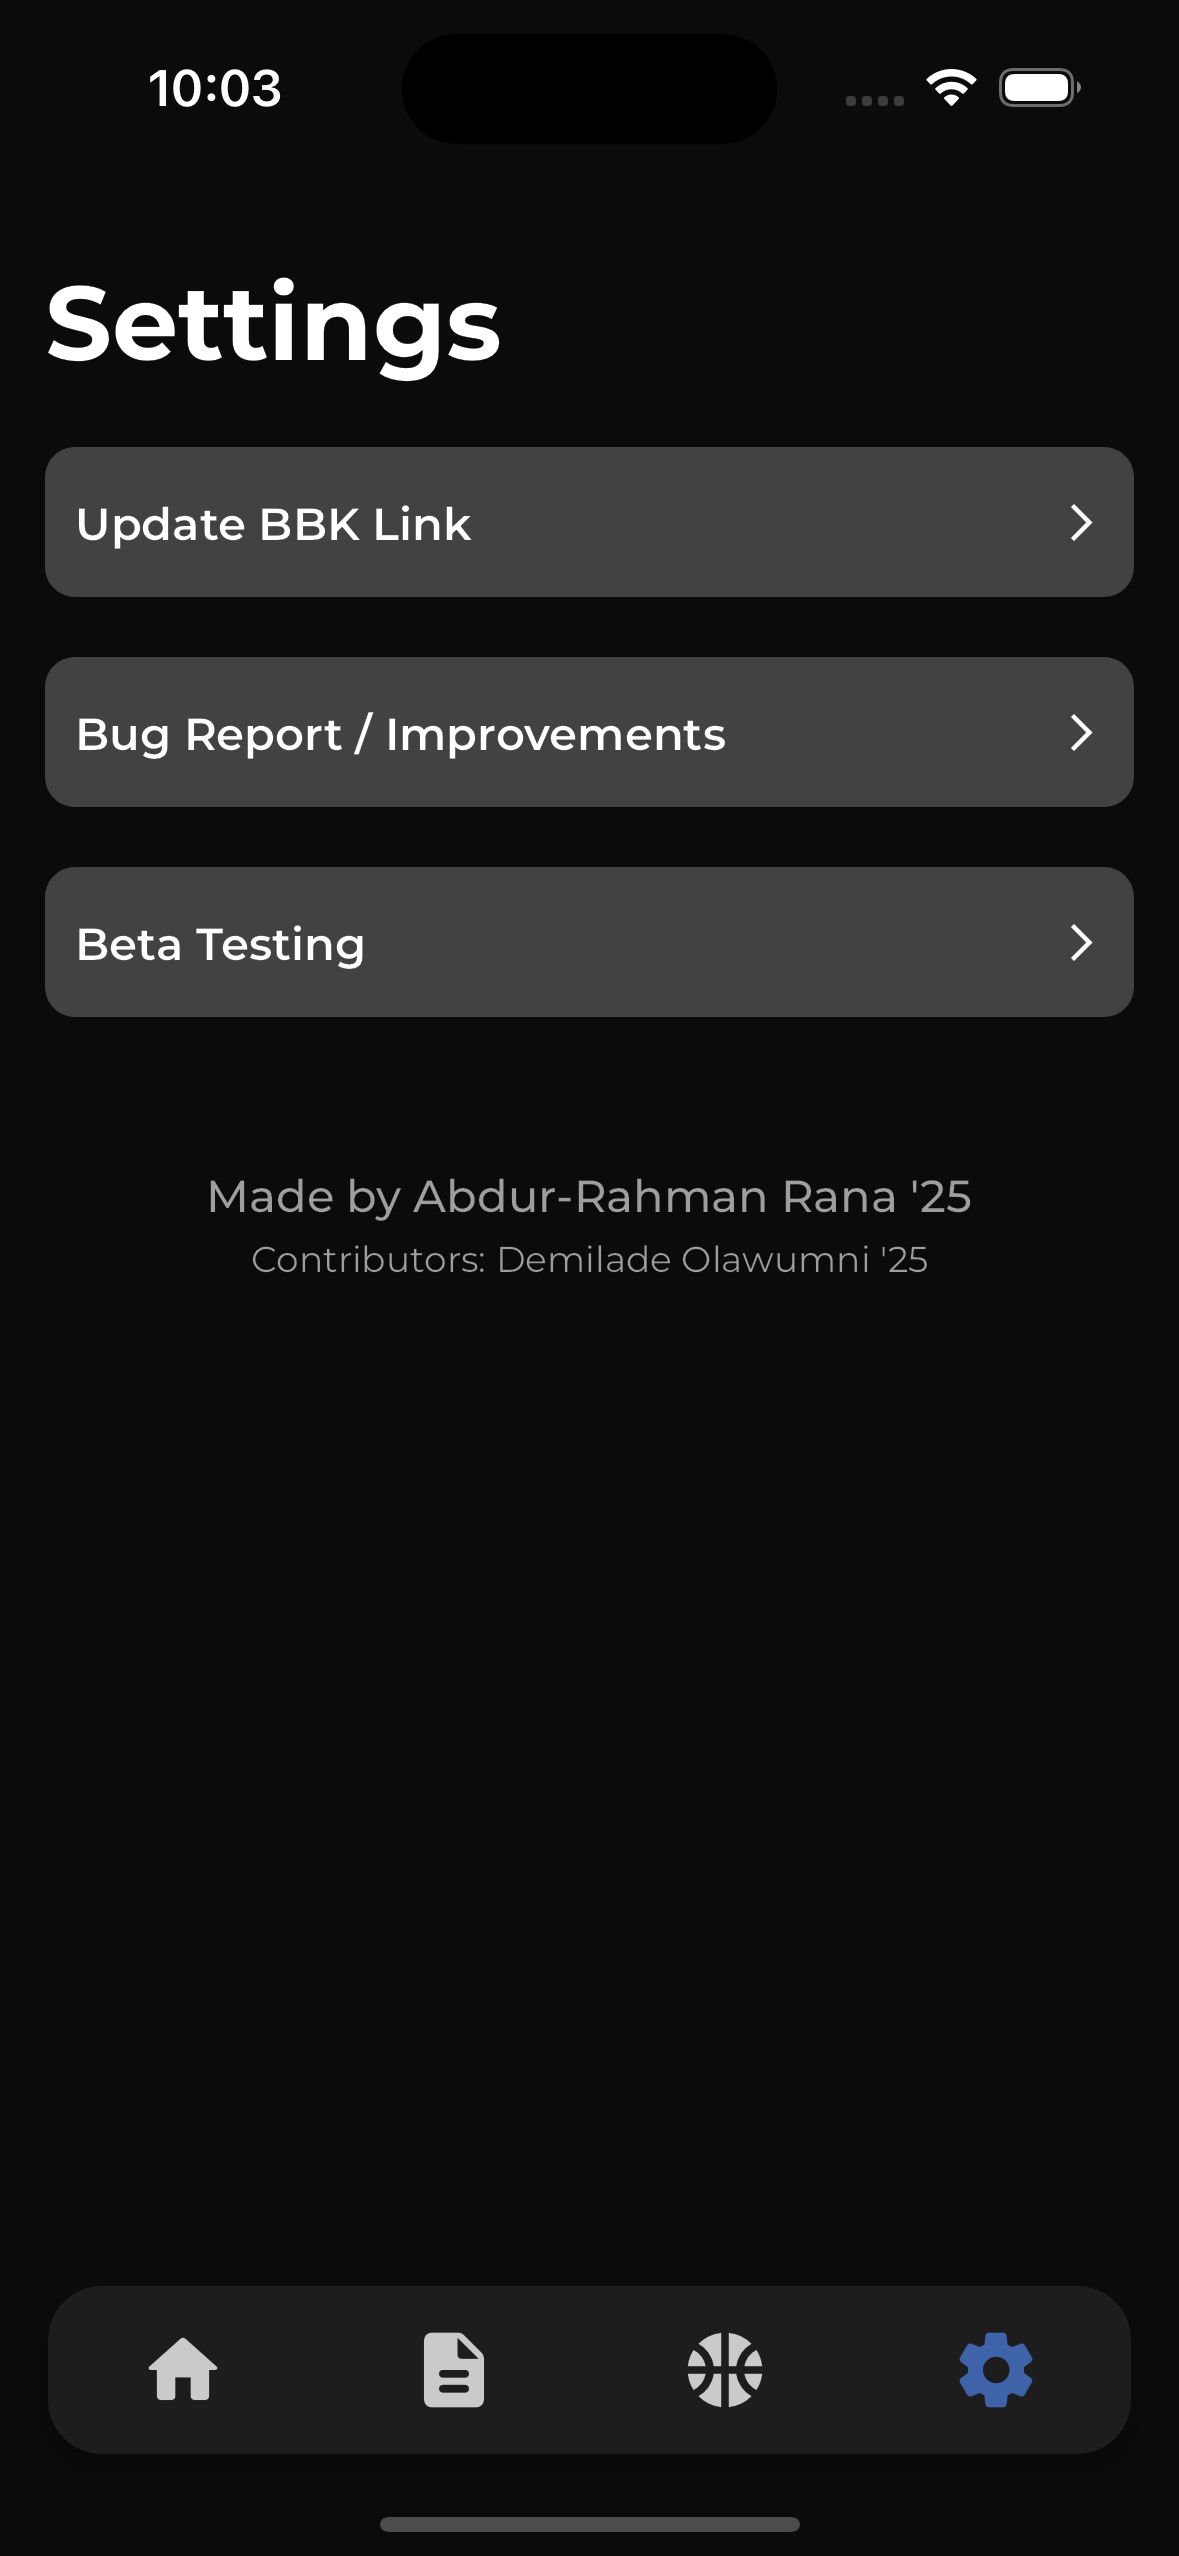 10:03
Settings
Update BBK Link
Bug Report / Improvements
Beta Testing
Made by Abdur-Rahman Rana '25
Contributors: Demilade Olawumni '25